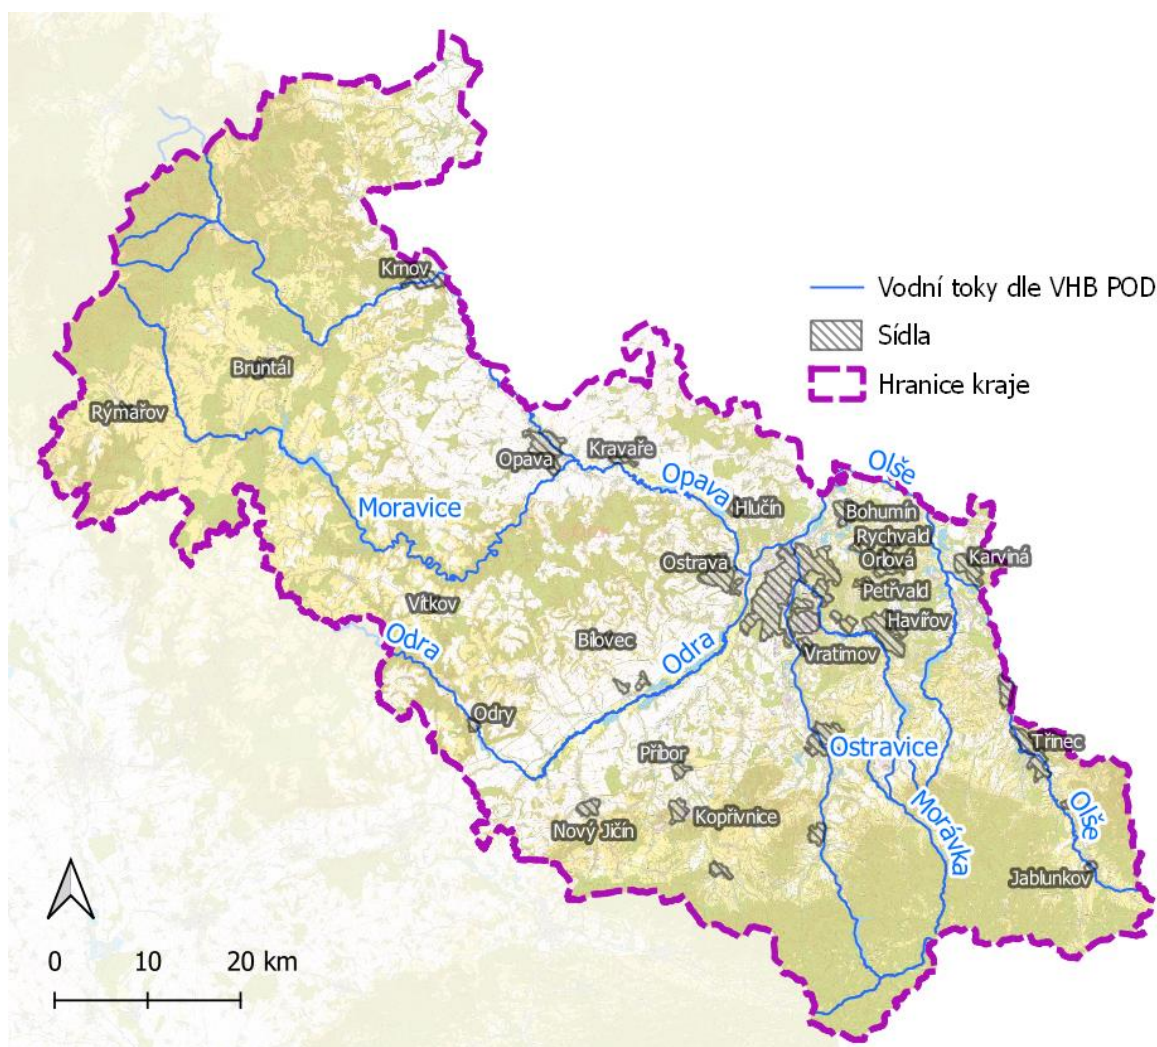 Krnov
Vodní toky dle VHB POD
Sídla
Bruntál
Hranice kraje
Rýmařov
Opava
Kravaře
Olše
Moravice
Opava
Hlučín
Bohumín
Rychvald
Ostrava
Orlová
Karviná
Petřvald
Vítkov
Havířov
Odra
Bílovec
Odra
Vratimov
Odry
Příbor
Ostravice
Třinec
Nový Jičín
Kopřivnice
Morávka
Olše
Jablunkov
0 10 20 km